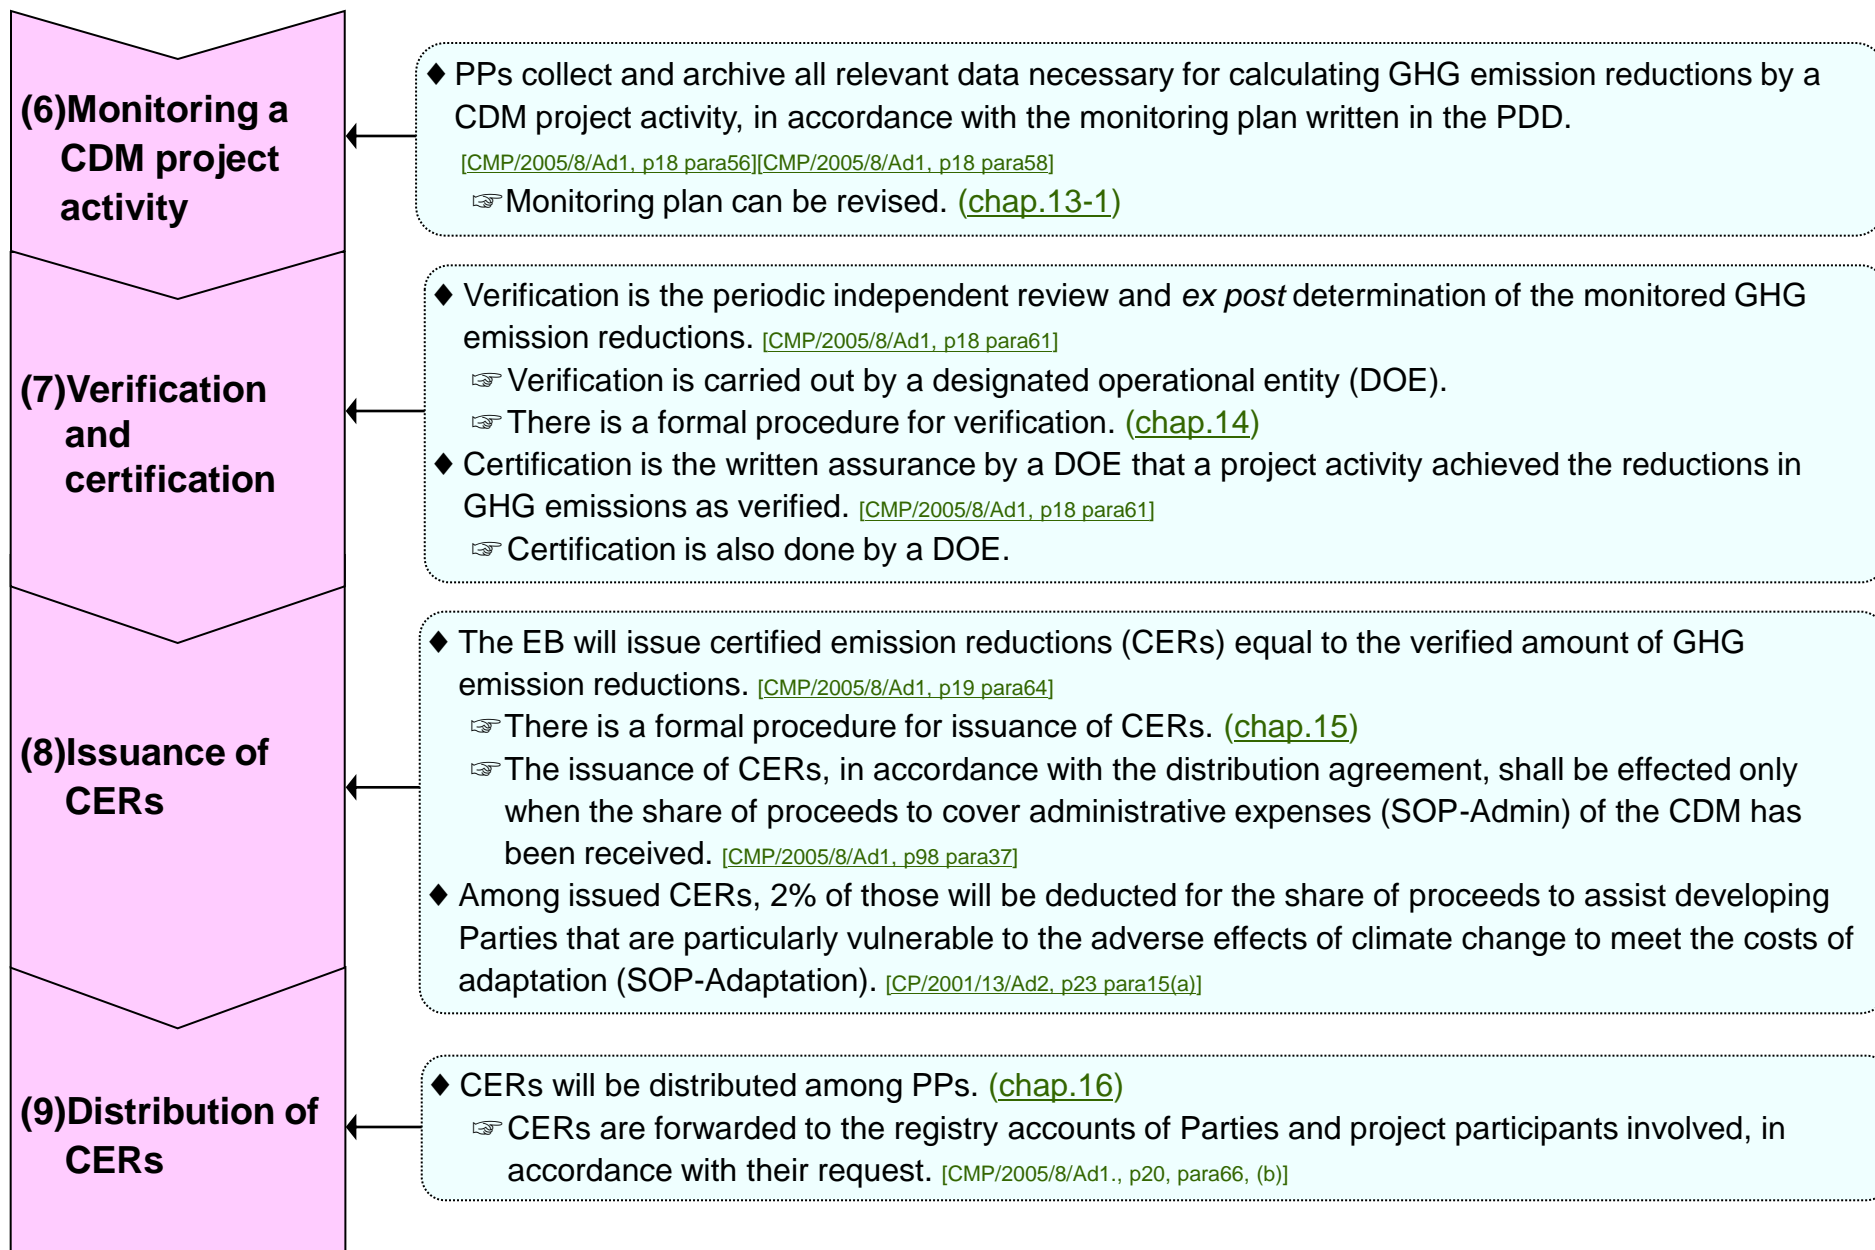 (6)Monitoring a
CDM project
activity
♦ PPs collect and archive all relevant data necessary for calculating GHG emission reductions by a
CDM project activity, in accordance with the monitoring plan written in the PDD.
[CMP/2005/8/Ad1, p18 para56][CMP/2005/8/Ad1, p18 para58]
☞Monitoring plan can be revised. (chap.13-1)
(7)Verification
and
certification
♦ Verification is the periodic independent review and ex post determination of the monitored GHG
emission reductions. [CMP/2005/8/Ad1, p18 para61]
☞Verification is carried out by a designated operational entity (DOE).
☞There is a formal procedure for verification. (chap.14)
♦ Certification is the written assurance by a DOE that a project activity achieved the reductions in
GHG emissions as verified. [CMP/2005/8/Ad1, p18 para61]
☞Certification is also done by a DOE.
(8)Issuance of
CERs
♦ The EB will issue certified emission reductions (CERs) equal to the verified amount of GHG
emission reductions. [CMP/2005/8/Ad1, p19 para64]
☞There is a formal procedure for issuance of CERs. (chap.15)
☞The issuance of CERs, in accordance with the distribution agreement, shall be effected only
when the share of proceeds to cover administrative expenses (SOP-Admin) of the CDM has
been received. [CMP/2005/8/Ad1, p98 para37]
♦ Among issued CERs, 2% of those will be deducted for the share of proceeds to assist developing
Parties that are particularly vulnerable to the adverse effects of climate change to meet the costs of
adaptation (SOP-Adaptation). [CP/2001/13/Ad2, p23 para15(a)]
(9)Distribution of
CERs
♦ CERs will be distributed among PPs. (chap.16)
☞CERs are forwarded to the registry accounts of Parties and project participants involved, in
accordance with their request. [CMP/2005/8/Ad1., p20, para66, (b)]